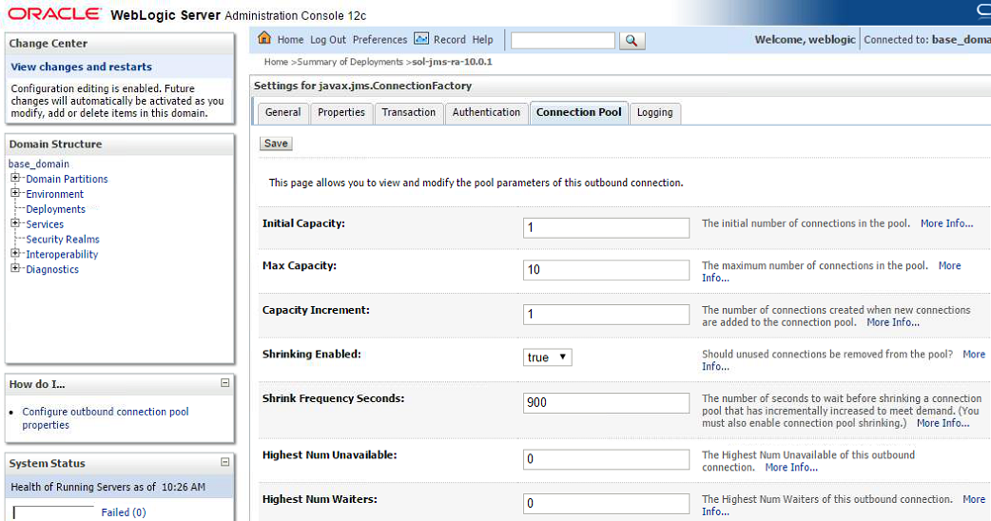 ORACLE WebLogic Server Administration Console 12c
Change Center
View changes and restarts
Configuration editing is enabled. Future
changes will automatically be activated as you
modify, add or delete items in this domain.
Domain Structure
base_domain
Domain Partitions
Environment
Deployments
Services
Security Realms
Interoperability
Diagnostics
How do I...
Configure outbound connection pool
properties
System Status
Health of Running Servers as of 10:26 AM
Failed (0)
Home Log Out Preferences Record Help
Welcome, weblogic Connected to: base_doma
Home >Summary of Deployments >sol-jms-ra-10.0.1
Settings for javax.jms.ConnectionFactory
General Properties Transaction Authentication Connection Pool Logging
Save
This page allows you to view and modify the pool parameters of this outbound connection.
Initial Capacity: 1 The initial number of connections in the pool. More Info...
Max Capacity: 10 The maximum number of connections in the pool. More
Info...
Capacity Increment: 1 The number of connections created when new connections
are added to the connection pool. More Info...
Shrinking Enabled: true Should unused connections be removed from the pool? More
Info...
Shrink Frequency Seconds: 900 The number of seconds to wait before shrinking a connection
pool that has incrementally increased to meet demand. (You
must also enable connection pool shrinking.) More Info...
Highest Num Unavailable: 0 The Highest Num Unavailable of this outbound
connection. More Info...
Highest Num Waiters: 0 The Highest Num Waiters of this outbound connection. More
Info...